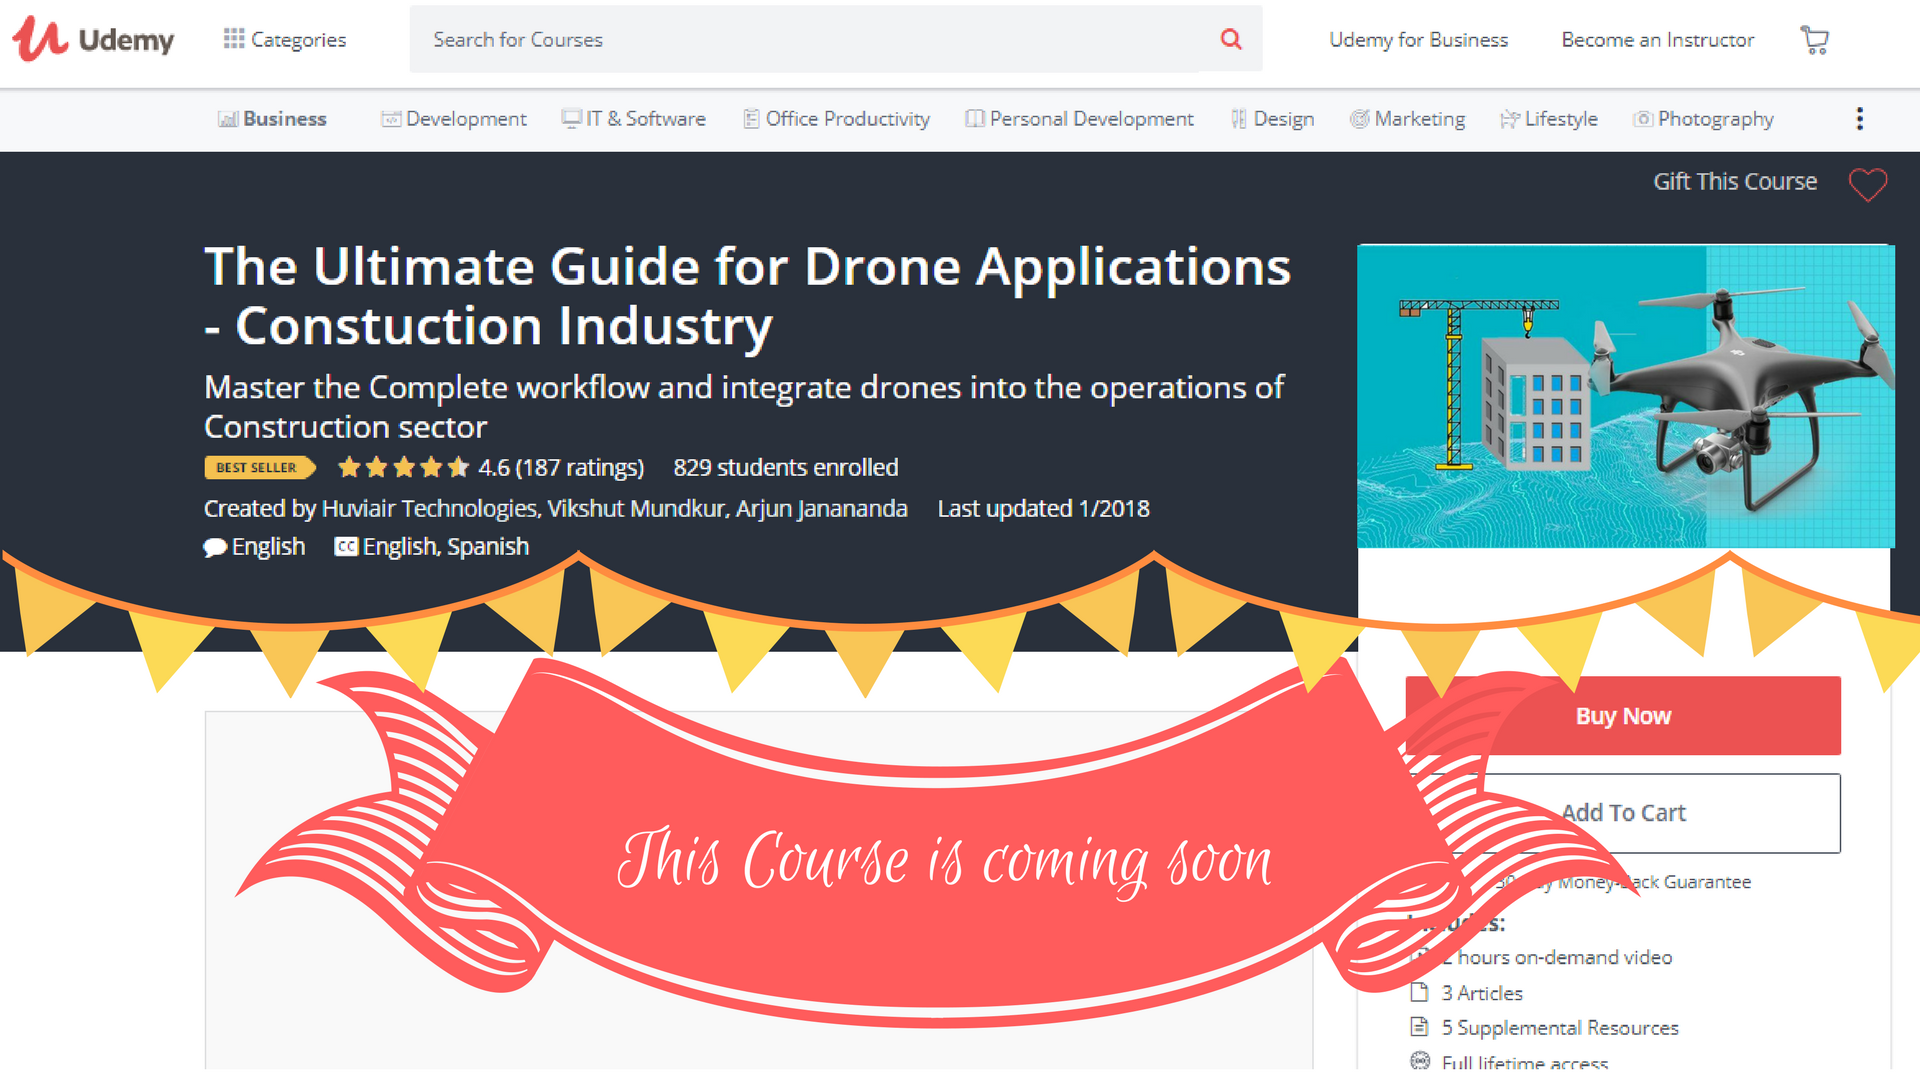 Udemy
Categories
Search for Courses
Udemy for Business
Become an Instructor
Business
Development
IT & Software
Office Productivity
Personal Development
Design
Marketing
Lifestyle
Photography
Gift This Course
The Ultimate Guide for Drone Applications
- Constuction Industry
Master the Complete workflow and integrate drones into the operations of
Construction sector
BEST SELLER
4.6 (187 ratings)
829 students enrolled
Created by Huviair Technologies, Vikshut Mundkur, Arjun Janananda
Last updated 1/2018
English
CC English, Spanish
Buy Now
Add To Cart
Money-Back Guarantee
This Course is coming soon
Includes:
2 hours on-demand video
3 Articles
5 Supplemental Resources
Full lifetime access